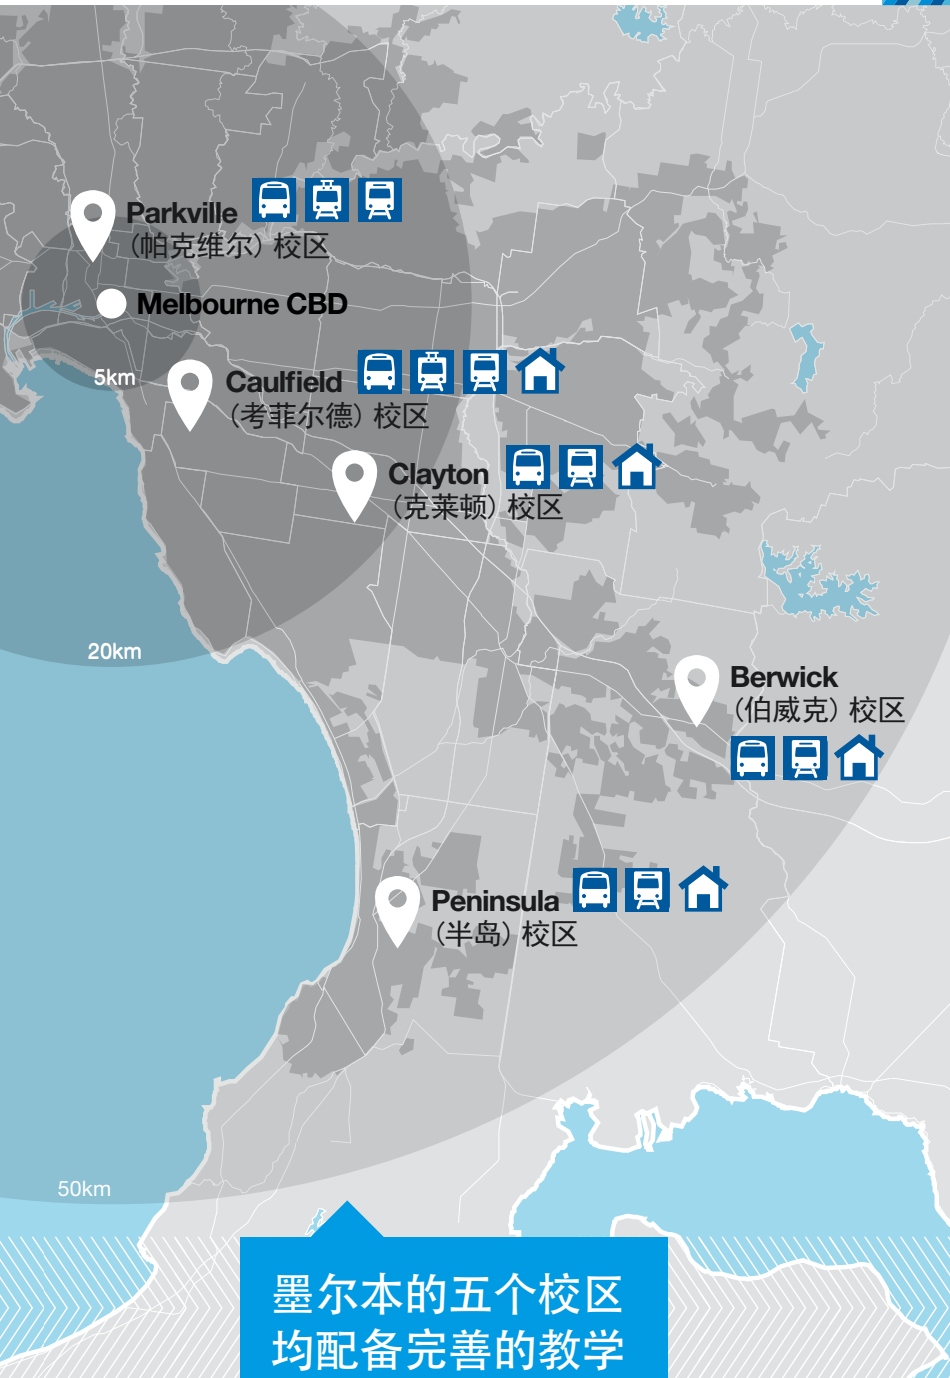 Parkville
（帕克维尔）校区
Melbourne CBD
5km
Caulfield
（考菲尔德）校区
Clayton
（克莱顿）校区
20km
Berwick
（伯威克）校区
Peninsula
（半岛）校区
50km
墨尔本的五个校区
均配备完善的教学